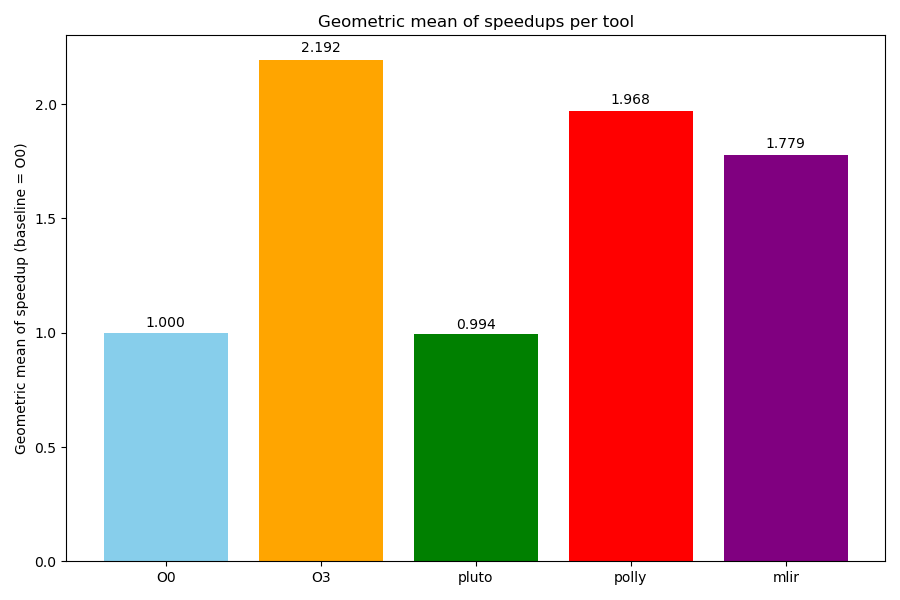 Geometric mean of speedups per tool
Geometric mean of speedup (baseline = O0)
2.0
1.5
1.0
0.5
0.0
1.000
2.192
0.994
1.968
1.779
O0
O3
pluto
polly
mlir